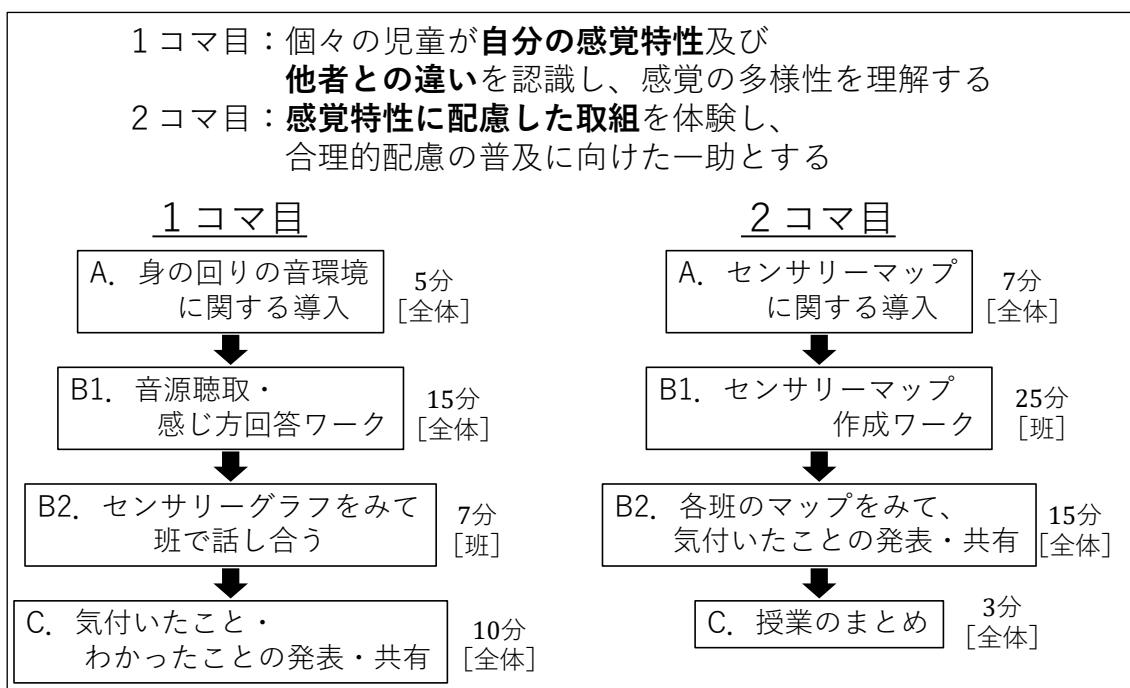 １コマ目：個々の児童が自分の感覚特性及び
他者との違いを認識し、感覚の多様性を理解する
２コマ目：感覚特性に配慮した取組を体験し、
合理的配慮の普及に向けた一助とする
１コマ目
A．身の回りの音環境
に関する導入
5分
［全体］
B1．音源聴取・
感じ方回答ワーク
15分
［全体］
B2．センサリーグラフをみて
班で話し合う
7分
［班］
C．気付いたこと・
わかったことの発表・共有
10分
［全体］
２コマ目
A．センサリーマップ
に関する導入
7分
［全体］
B1．センサリーマップ
作成ワーク
25分
［班］
B2．各班のマップをみて、
気付いたことの発表・共有
15分
［全体］
C．授業のまとめ
3分
［全体］